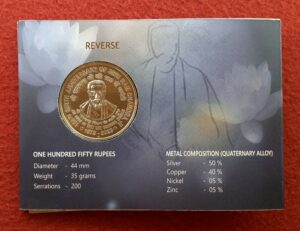 REVERSE
ONE HUNDRED FIFTY RUPEES
Diameter - 44 mm
Weight - 35 grams
Serrations - 200
METAL COMPOSITION (QUATERNARY ALLOY)
Silver - 50 %
Copper - 40 %
Nickel - 05 %
Zinc - 05 %